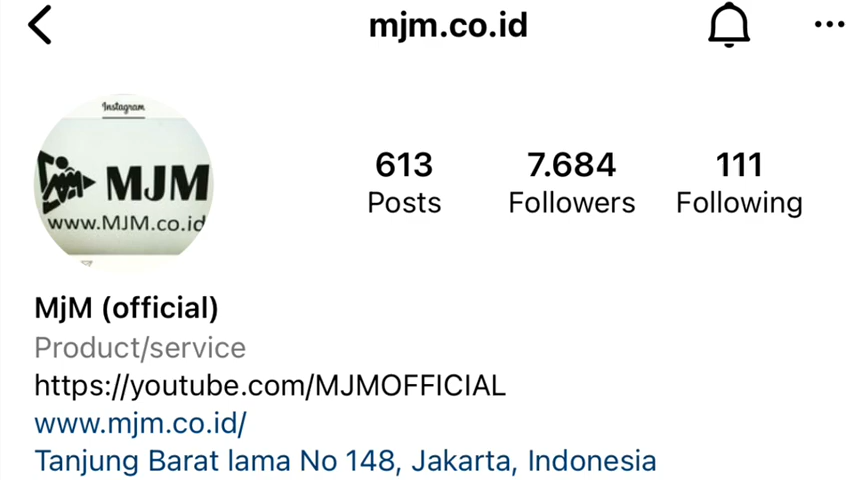 mjm.co.id
Instagram
MJM
www.MJM.co.id
613 7.684 111
Posts Followers Following
MjM (official)
Product/service
https://youtube.com/MJMOFFICIAL
www.mjm.co.id/
Tanjung Barat lama No 148, Jakarta, Indonesia